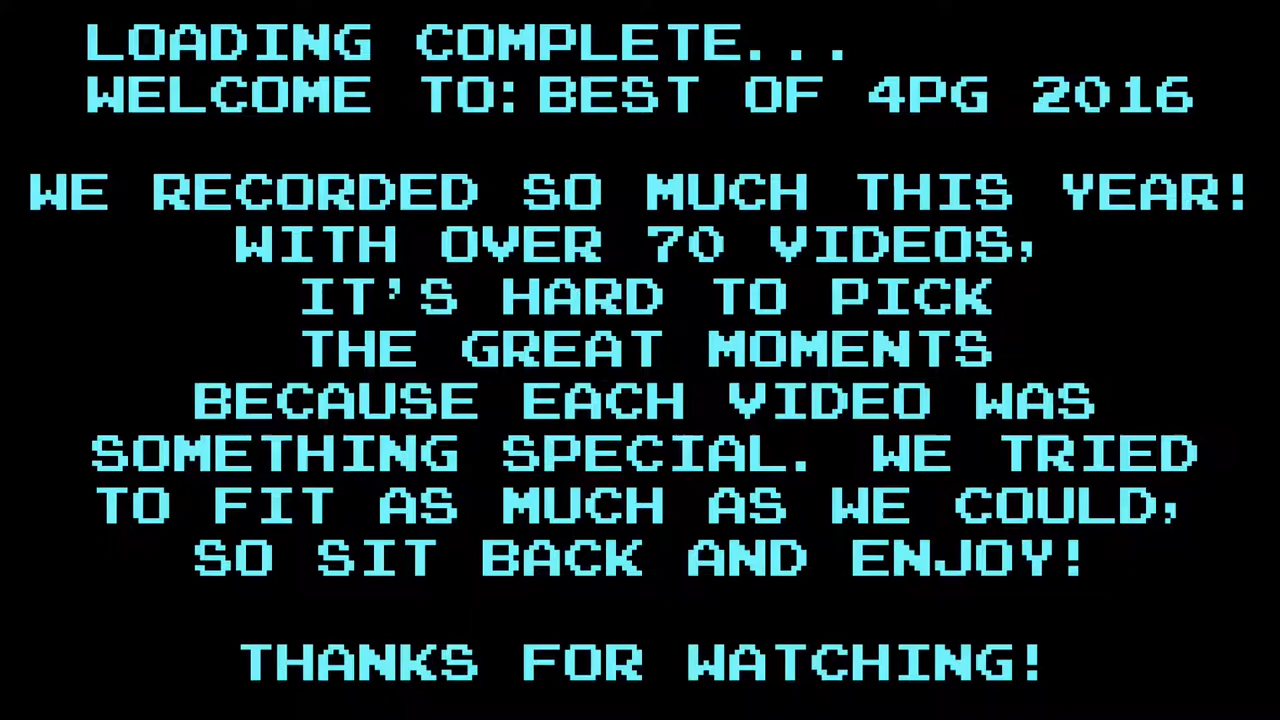 LOADING COMPLETE...
WELCOME TO:BEST OF 4PG 2016
WE RECORDED SO MUCH THIS YEAR!
WITH OVER 70 VIDEOS,
IT'S HARD TO PICK
THE GREAT MOMENTS
BECAUSE EACH VIDEO WAS
SOMETHING SPECIAL. WE TRIED
TO FIT AS MUCH AS WE COULD,
SO SIT BACK AND ENJOY!
THANKS FOR WATCHING!